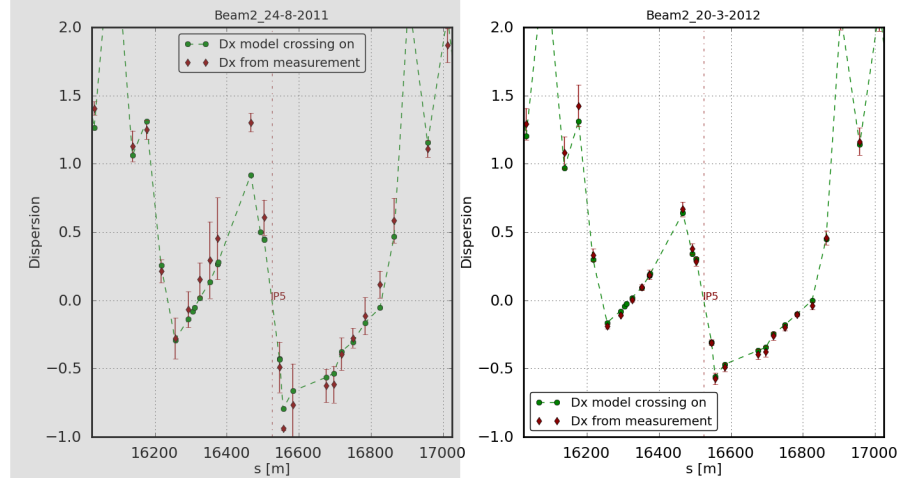 Beam2_24-8-2011
2.0
1.5
1.0
0.5
0.0
−0.5
−1.0
Dispersion
Dx model crossing on
Dx from measurement
IP5
16200
16400
16600
16800
17000
s [m]
Beam2_20-3-2012
2.0
1.5
1.0
0.5
0.0
−0.5
−1.0
Dispersion
IP5
Dx model crossing on
Dx from measurement
16200
16400
16600
16800
17000
s [m]